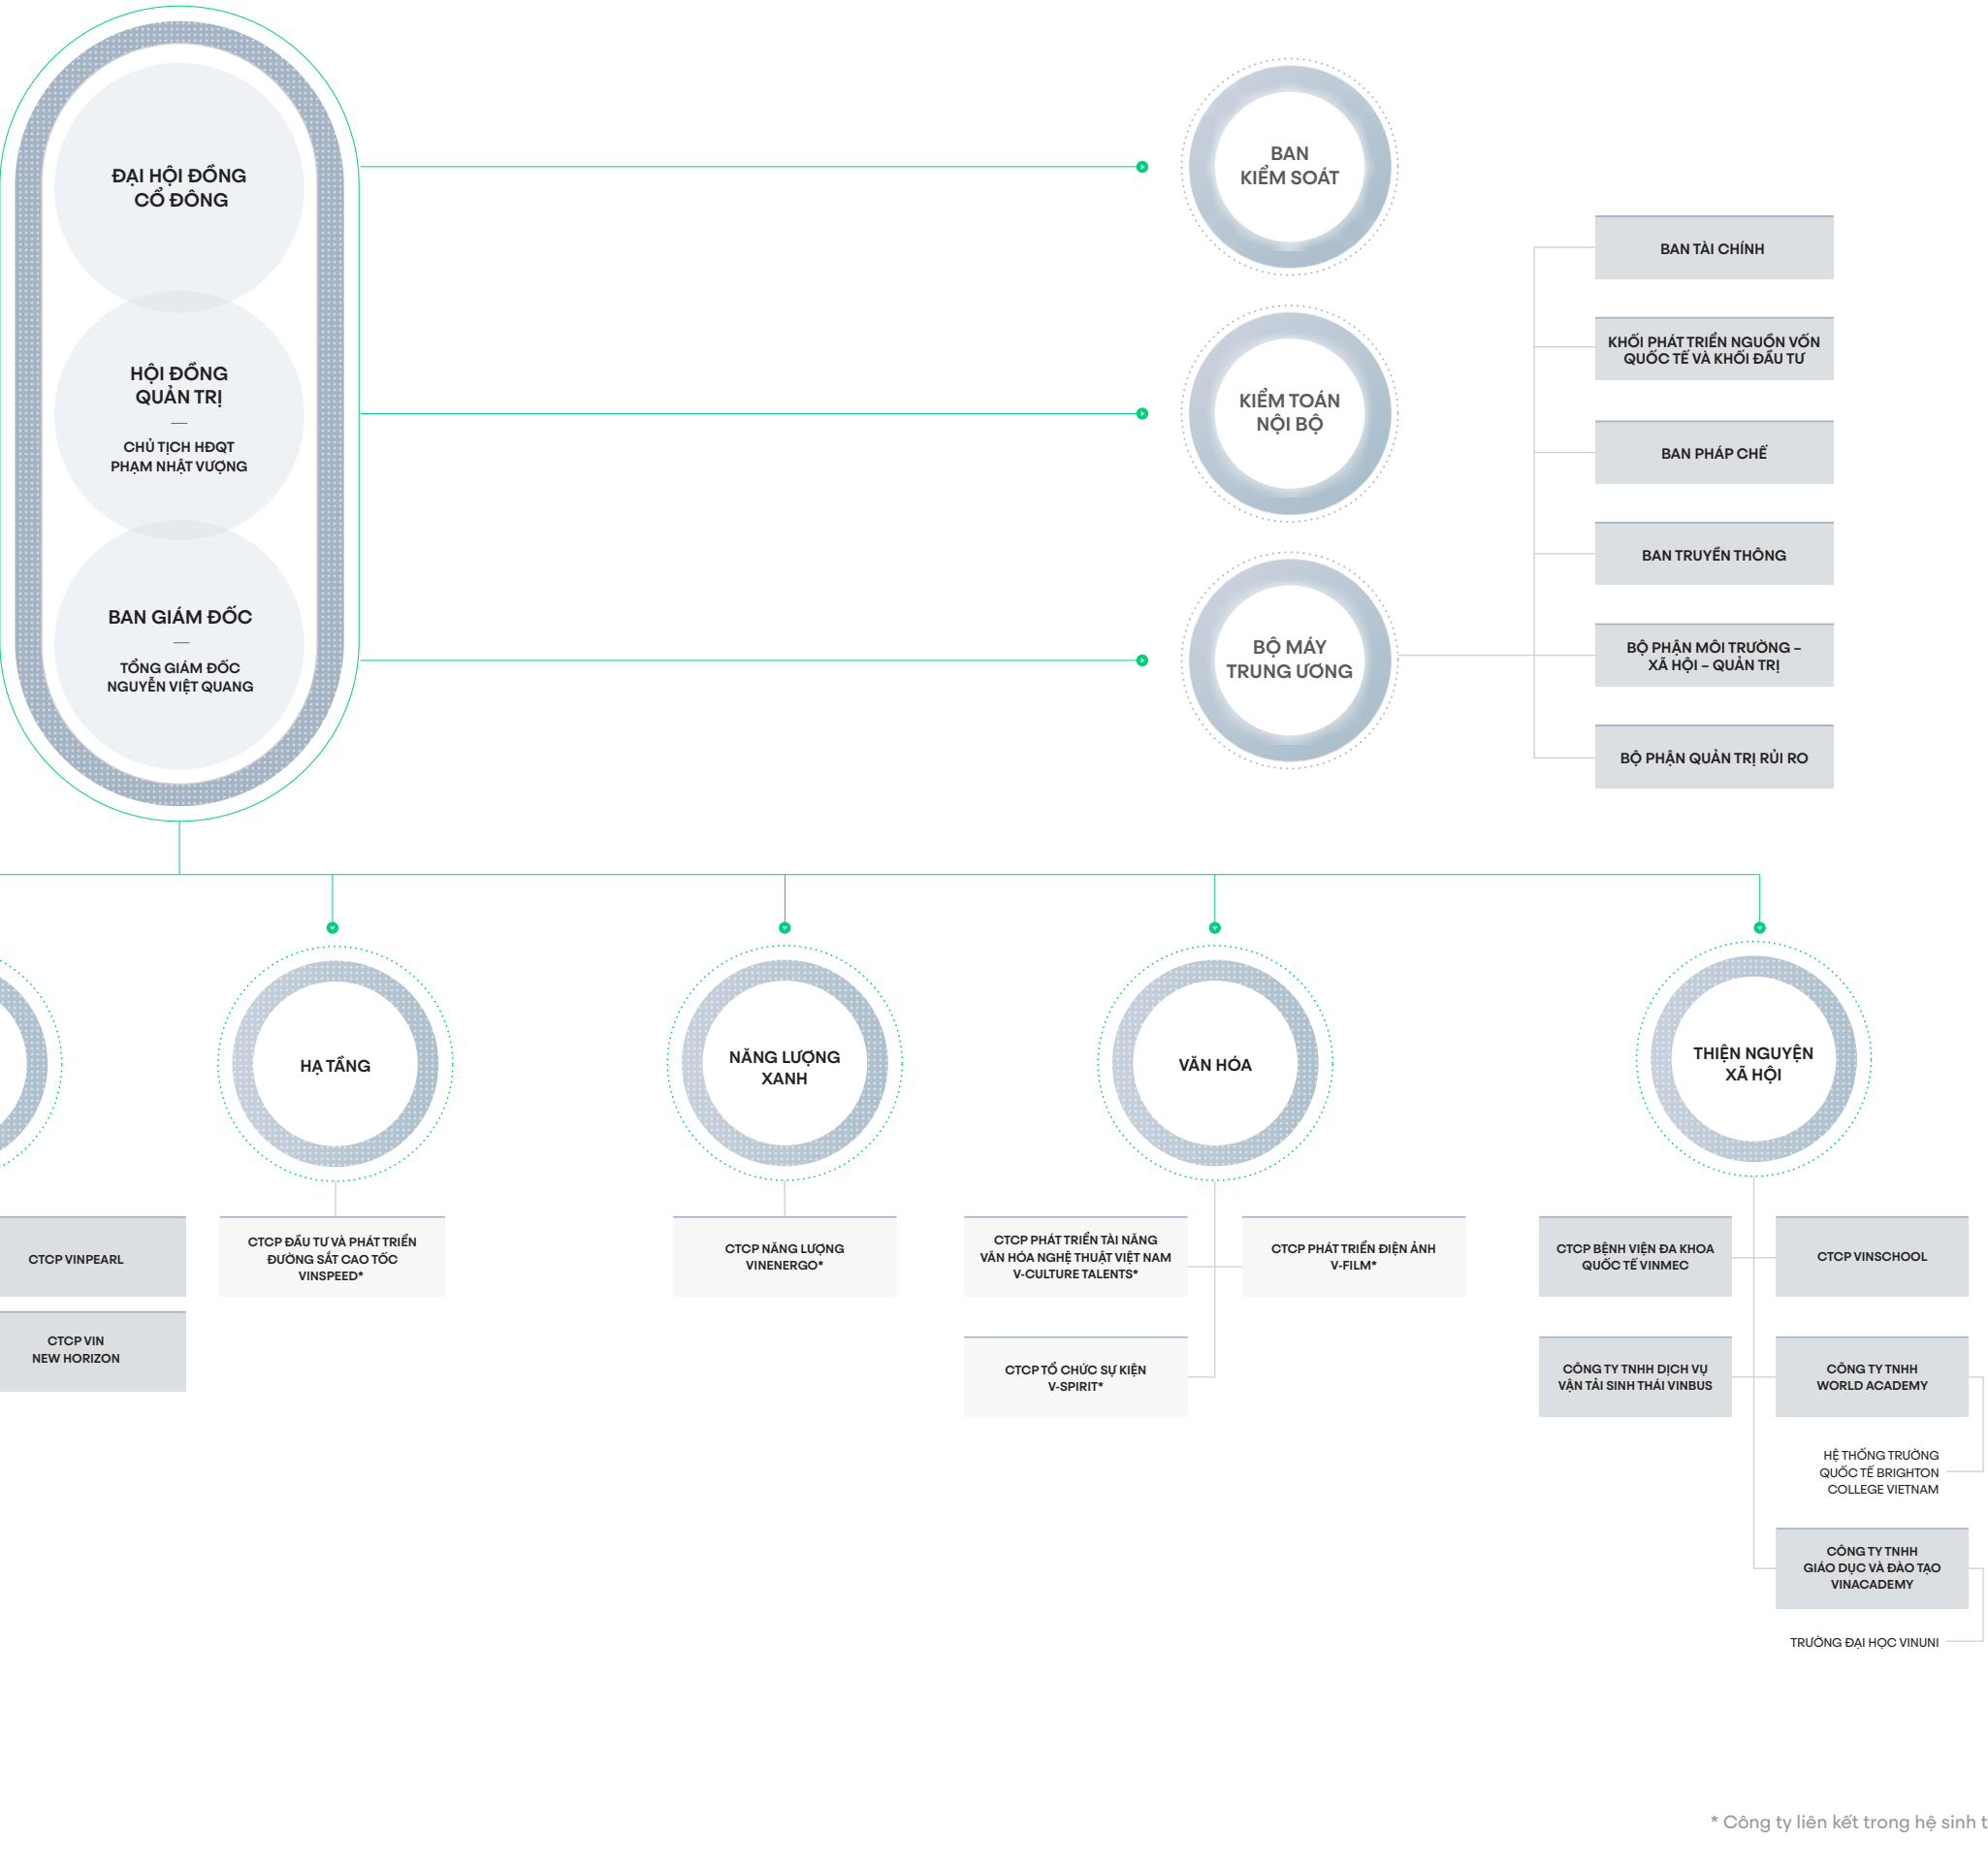 ĐẠI HỘI ĐỒNG
CỔ ĐÔNG
HỘI ĐỒNG
QUẢN TRỊ
CHỦ TỊCH HĐQT
PHẠM NHẬT VƯỢNG
BAN GIÁM ĐỐC
TỔNG GIÁM ĐỐC
NGUYỄN VIỆT QUANG
BAN
KIỂM SOÁT
KIỂM TOÁN
NỘI BỘ
BỘ MÁY
TRUNG ƯƠNG
BAN TÀI CHÍNH
KHỐI PHÁT TRIỂN NGUỒN VỐN
QUỐC TẾ VÀ KHỐI ĐẦU TƯ
BAN PHÁP CHẾ
BAN TRUYỀN THÔNG
BỘ PHẬN MÔI TRƯỜNG –
XÃ HỘI – QUẢN TRỊ
BỘ PHẬN QUẢN TRỊ RỦI RO
CTCP VINPEARL
CTCP VIN
NEW HORIZON
HẠ TẦNG
CTCP ĐẦU TƯ VÀ PHÁT TRIỂN
ĐƯỜNG SẮT CAO TỐC
VINSPEED*
NĂNG LƯỢNG
XANH
CTCP NĂNG LƯỢNG
VINENERGO*
VĂN HÓA
CTCP PHÁT TRIỂN TÀI NĂNG
VĂN HÓA NGHỆ THUẬT VIỆT NAM
V-CULTURE TALENTS*
CTCP PHÁT TRIỂN ĐIỆN ẢNH
V-FILM*
CTCP TỔ CHỨC SỰ KIỆN
V-SPIRIT*
THIỆN NGUYỆN
XÃ HỘI
CTCP BỆNH VIỆN ĐA KHOA
QUỐC TẾ VINMEC
CTCP VINSCHOOL
CÔNG TY TNHH DỊCH VỤ
VẬN TẢI SINH THÁI VINBUS
CÔNG TY TNHH
WORLD ACADEMY
HỆ THỐNG TRƯỜNG
QUỐC TẾ BRIGHTON
COLLEGE VIETNAM
CÔNG TY TNHH
GIÁO DỤC VÀ ĐÀO TẠO
VINACADEMY
TRƯỜNG ĐẠI HỌC VINUNI
* Công ty liên kết trong hệ sinh t